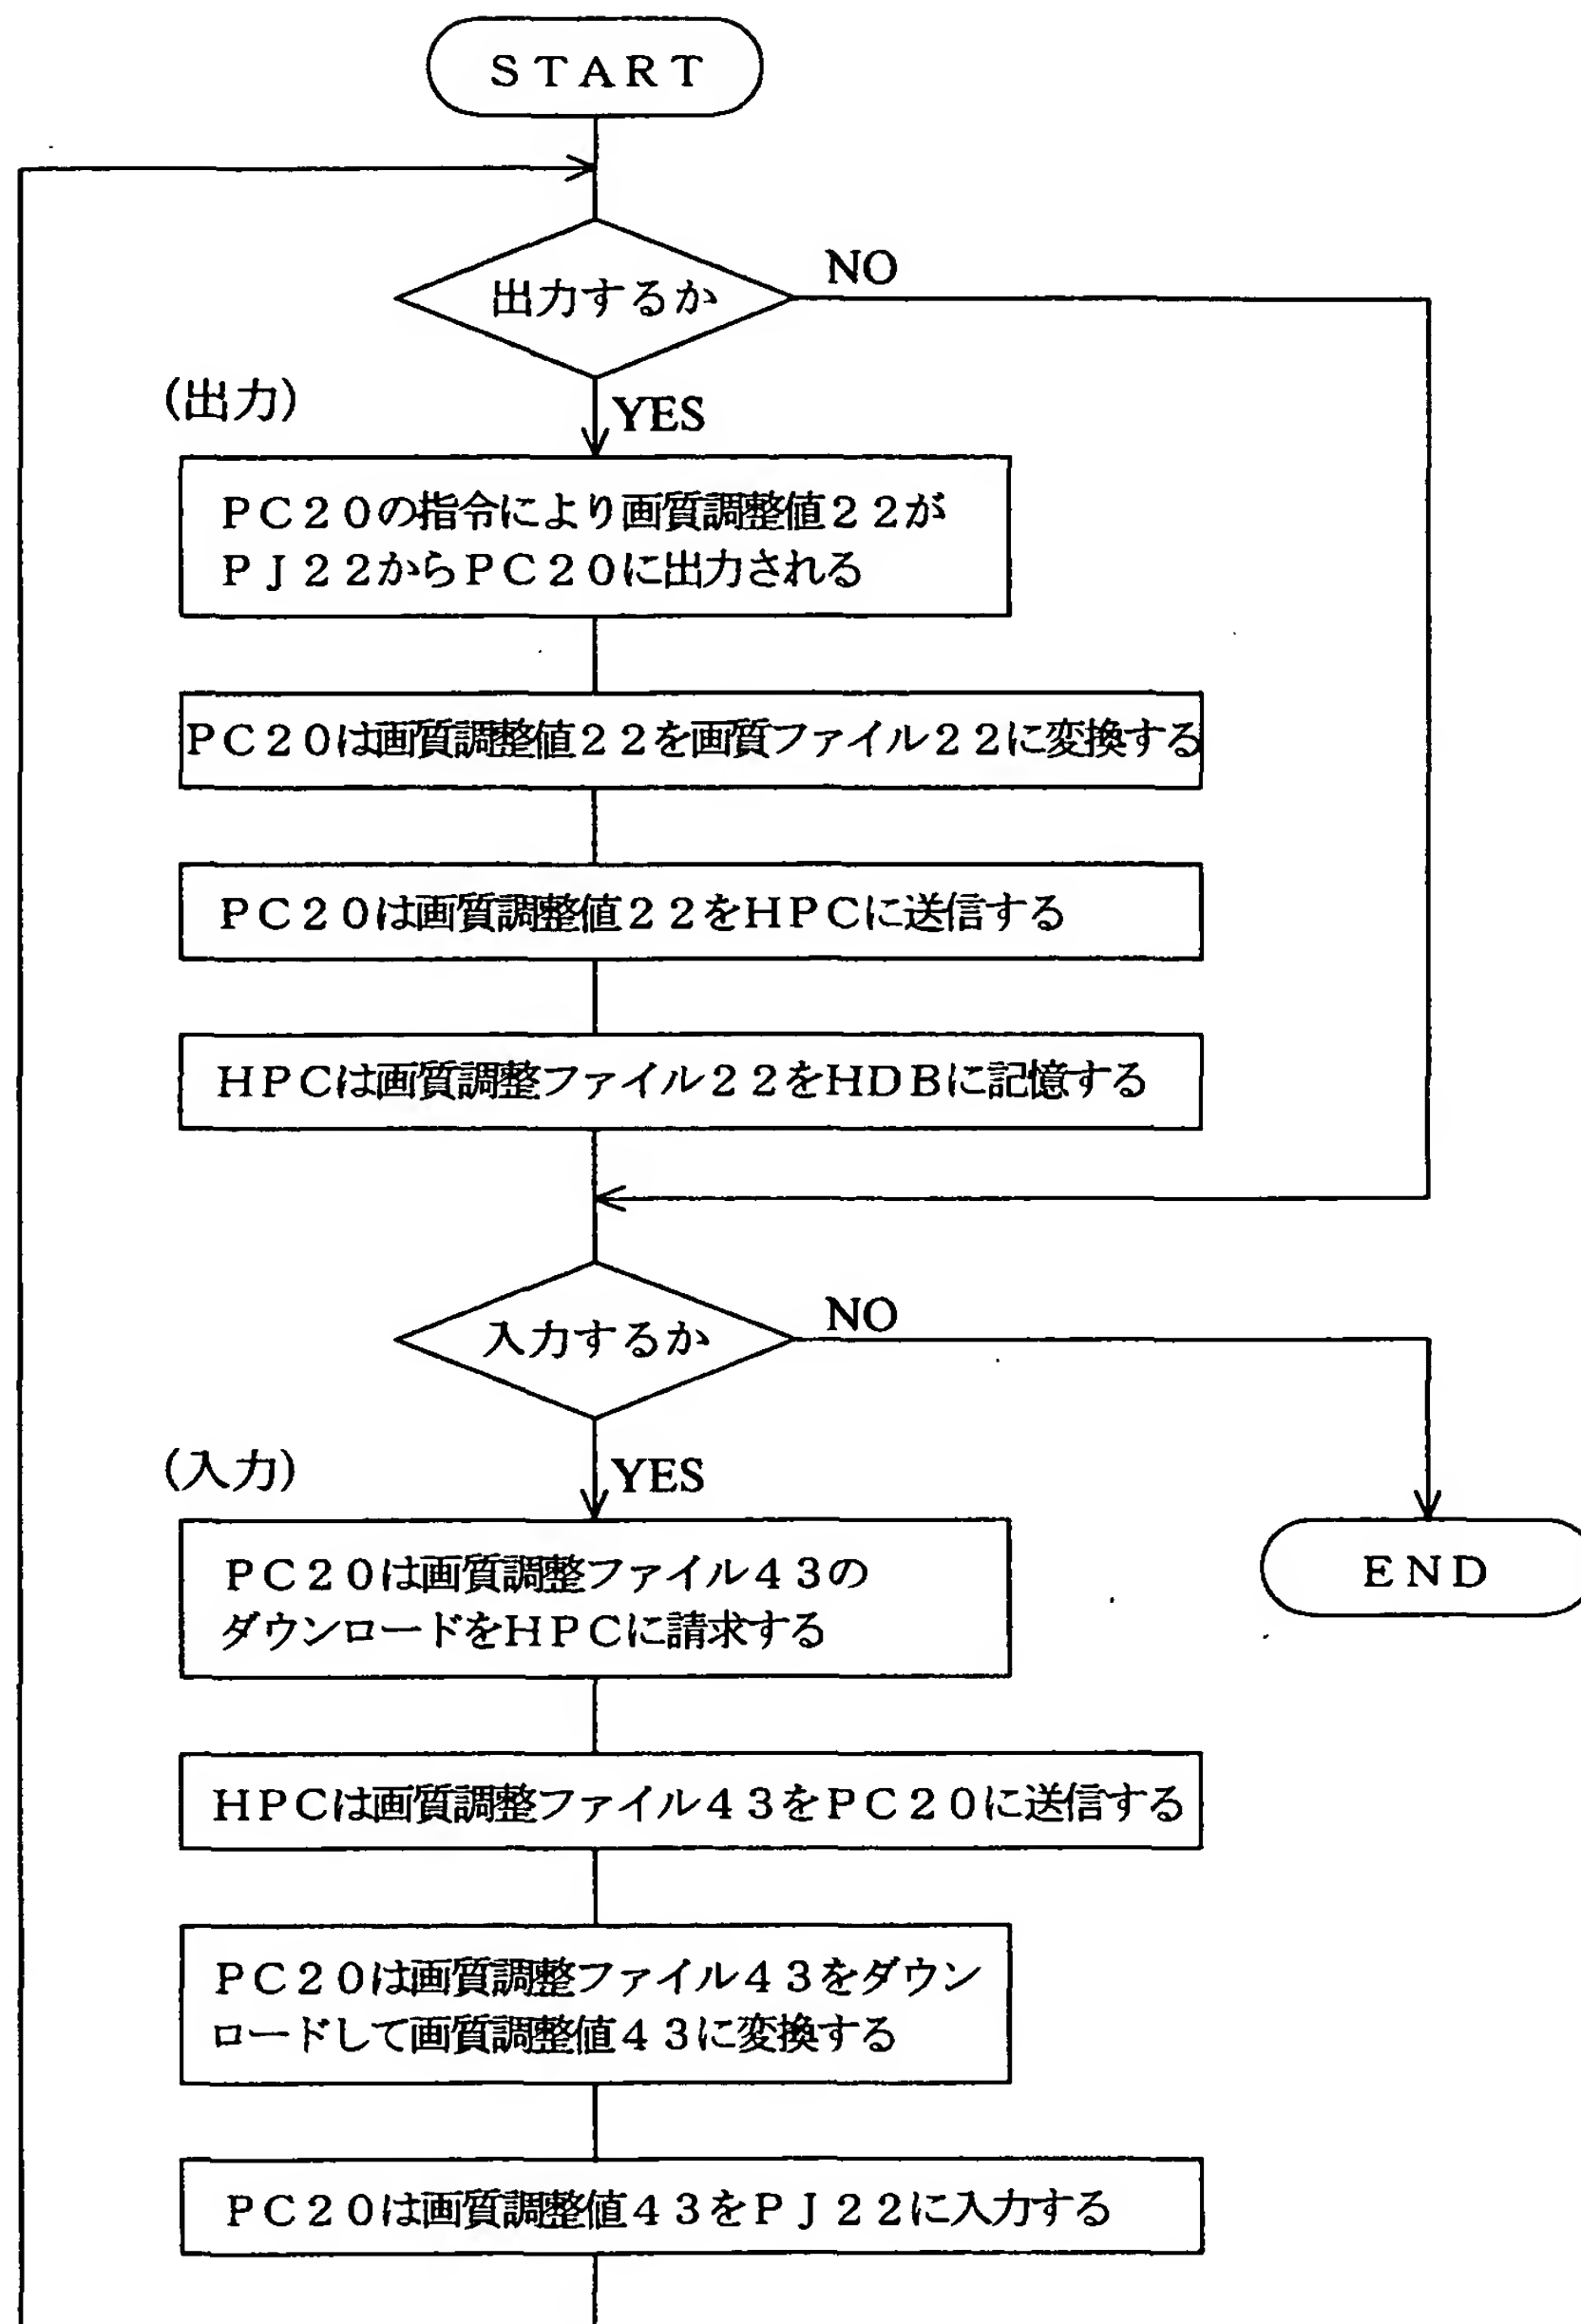 ＳＴＡＲＴ
出力するか
NO
(出力)
YES
ＰＣ２０の指令により画質調整値２２が
ＰＪ２２からＰＣ２０に出力される
ＰＣ２０は画質調整値２２を画質ファイル２２に変換する
ＰＣ２０は画質調整値２２をＨＰＣに送信する
ＨＰＣは画質調整ファイル２２をＨＤＢに記憶する
入力するか
NO
(入力)
YES
ＰＣ２０は画質調整ファイル４３の
ダウンロードをＨＰＣに請求する
ＥＮＤ
ＨＰＣは画質調整ファイル４３をＰＣ２０に送信する
ＰＣ２０は画質調整ファイル４３をダウン
ロードして画質調整値４３に変換する
ＰＣ２０は画質調整値４３をＰＪ２２に入力する